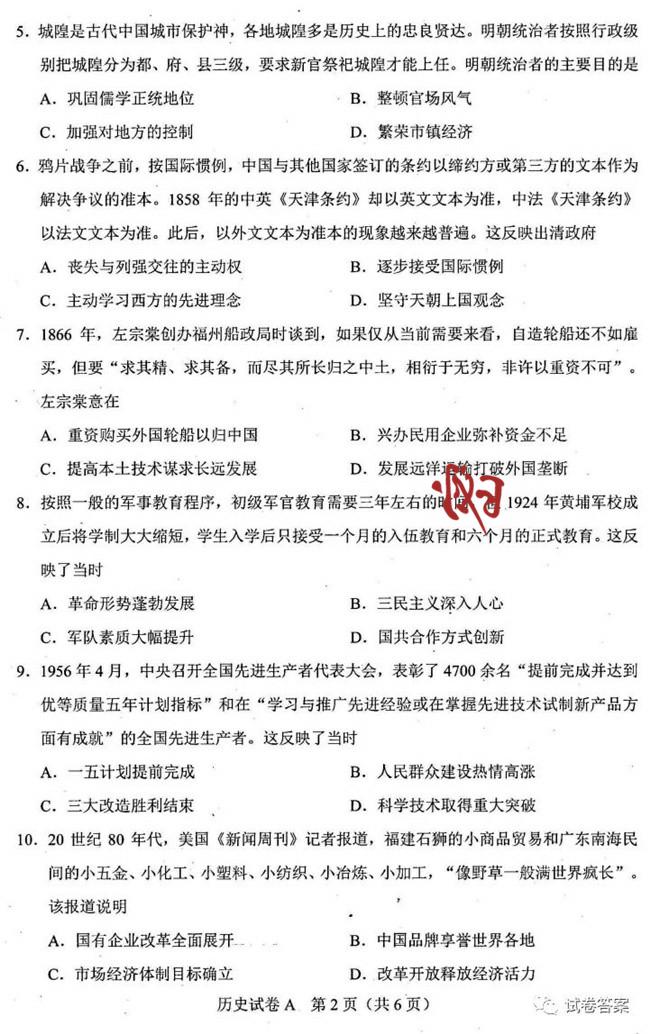 5．城隍是古代中国城市保护神，各地城隍多是历史上的忠良贤达。明朝统治者按照行政级
别把城隍分为都、府、县三级，要求新官祭祀城隍才能上任。明朝统治者的主要目的是
A．巩固儒学正统地位 B．整顿官场风气
C．加强对地方的控制 D．繁荣市镇经济
6．鸦片战争之前，按国际惯例，中国与其他国家签订的条约以缔约方或第三方的文本作为
解决争议的准本。1858 年的中英《天津条约》却以英文文本为准，中法《天津条约》
以法文文本为准。此后，以外文文本为准本的现象越来越普遍。这反映出清政府
A．丧失与列强交往的主动权 B．逐步接受国际惯例
C．主动学习西方的先进理念 D．坚守天朝上国观念
7．1866 年，左宗棠创办福州船政局时谈到，如果仅从当前需要来看，自造轮船还不如雇
买，但要“求其精、求其备，而尽其所长归之中土，相衍于无穷，非许以重资不可”。
左宗棠意在
A．重资购买外国轮船以归中国 B．兴办民用企业弥补资金不足
C．提高本土技术谋求长远发展 D．发展远洋运输打破外国垄断
8．按照一般的军事教育程序，初级军官教育需要三年左右的时间 1924 年黄埔军校成
立后将学制大大缩短，学生入学后只接受一个月的入伍教育和六个月的正式教育。这反
映了当时
A．革命形势蓬勃发展 B．三民主义深入人心
C．军队素质大幅提升 D．国共合作方式创新
9．1956 年 4 月，中央召开全国先进生产者代表大会，表彰了 4700 余名“提前完成并达到
优等质量五年计划指标”和在“学习与推广先进经验或在掌握先进技术试制新产品方
面有成就”的全国先进生产者。这反映了当时
A．一五计划提前完成 B．人民群众建设热情高涨
C．三大改造胜利结束 D．科学技术取得重大突破
10．20 世纪 80 年代，美国《新闻周刊》记者报道，福建石狮的小商品贸易和广东南海民
间的小五金、小化工、小塑料、小纺织、小冶炼、小加工，“像野草一般满世界疯长”。
该报道说明
A．国有企业改革全面展开 B．中国品牌享誉世界各地
C．市场经济体制目标确立 D．改革开放释放经济活力
历史试卷 A 第 2 页（共 6 页）
试卷答案